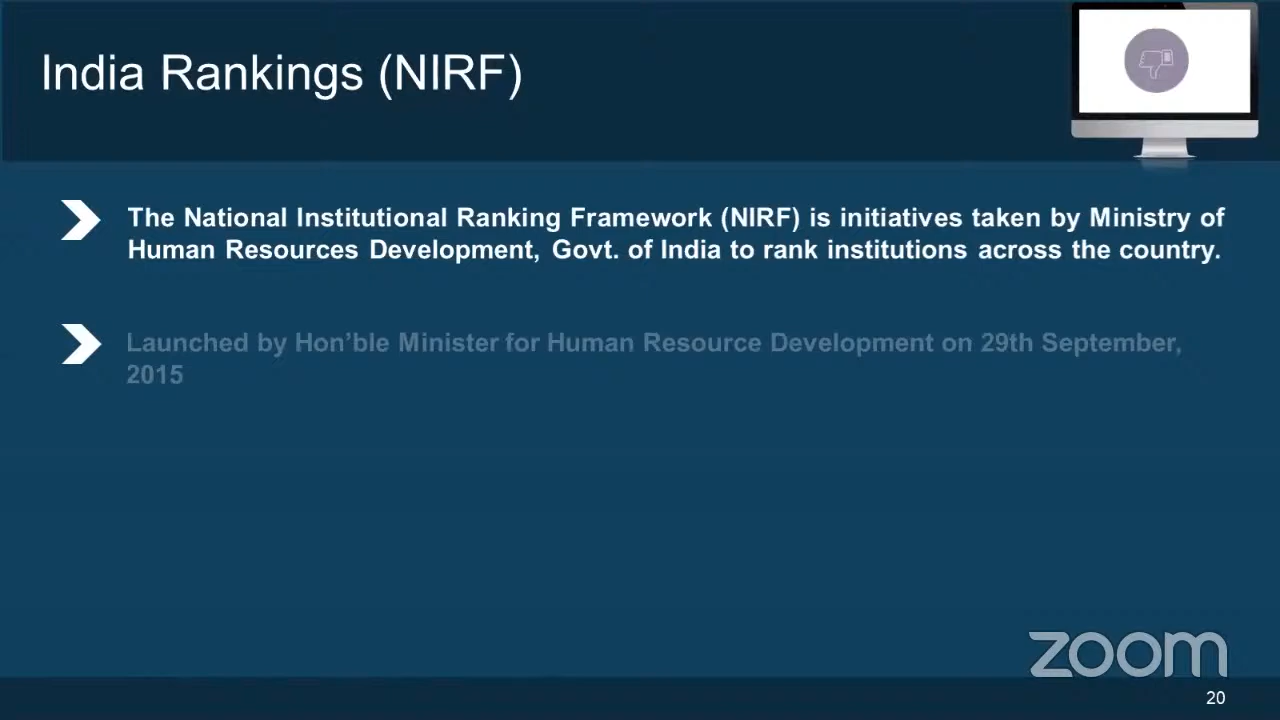 India Rankings (NIRF)
The National Institutional Ranking Framework (NIRF) is initiatives taken by Ministry of
Human Resources Development, Govt. of India to rank institutions across the country.
Launched by Hon’ble Minister for Human Resource Development on 29th September,
2015
zoom
20